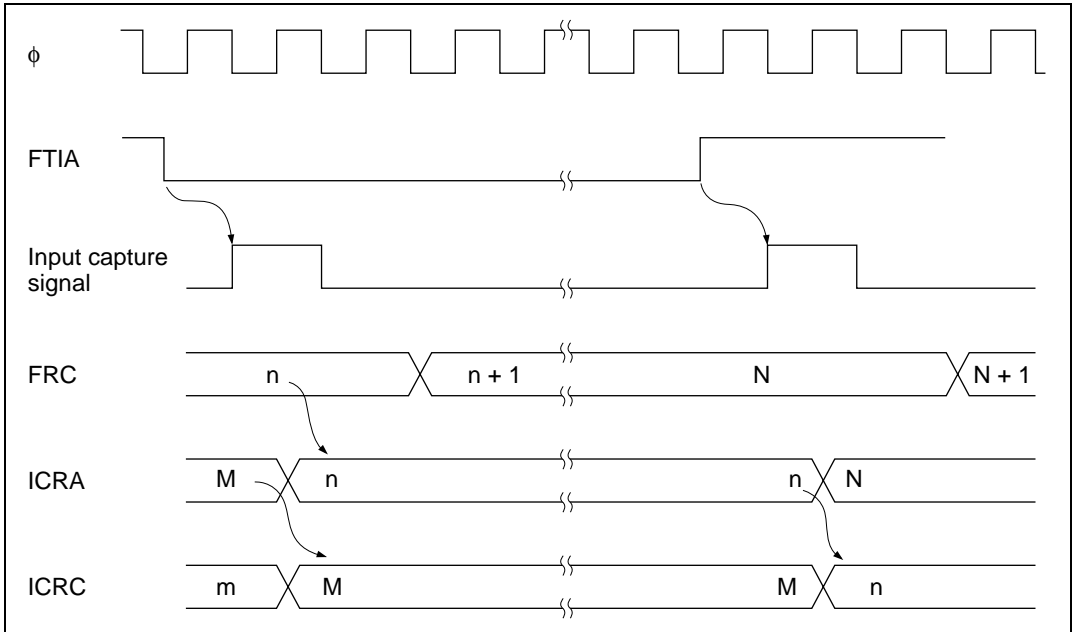 ϕ
FTIA
Input capture
signal
FRC
n
n + 1
N
N + 1
ICRA
M
n
n
N
ICRC
m
M
M
n